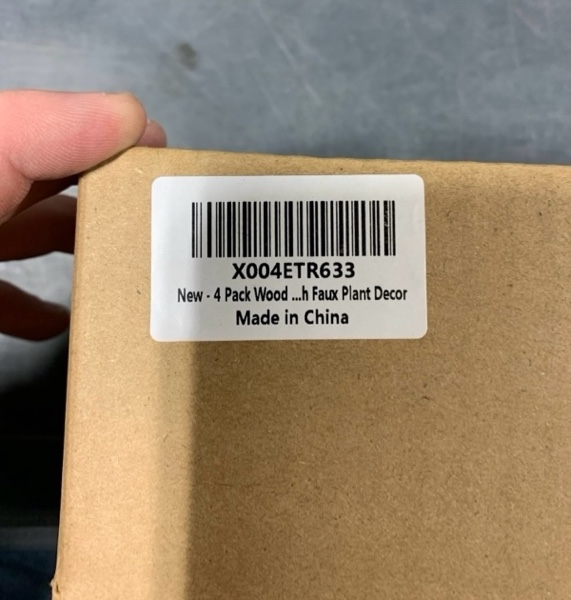 X004ETR633
New - 4 Pack Wood ...h Faux Plant Decor
Made in China